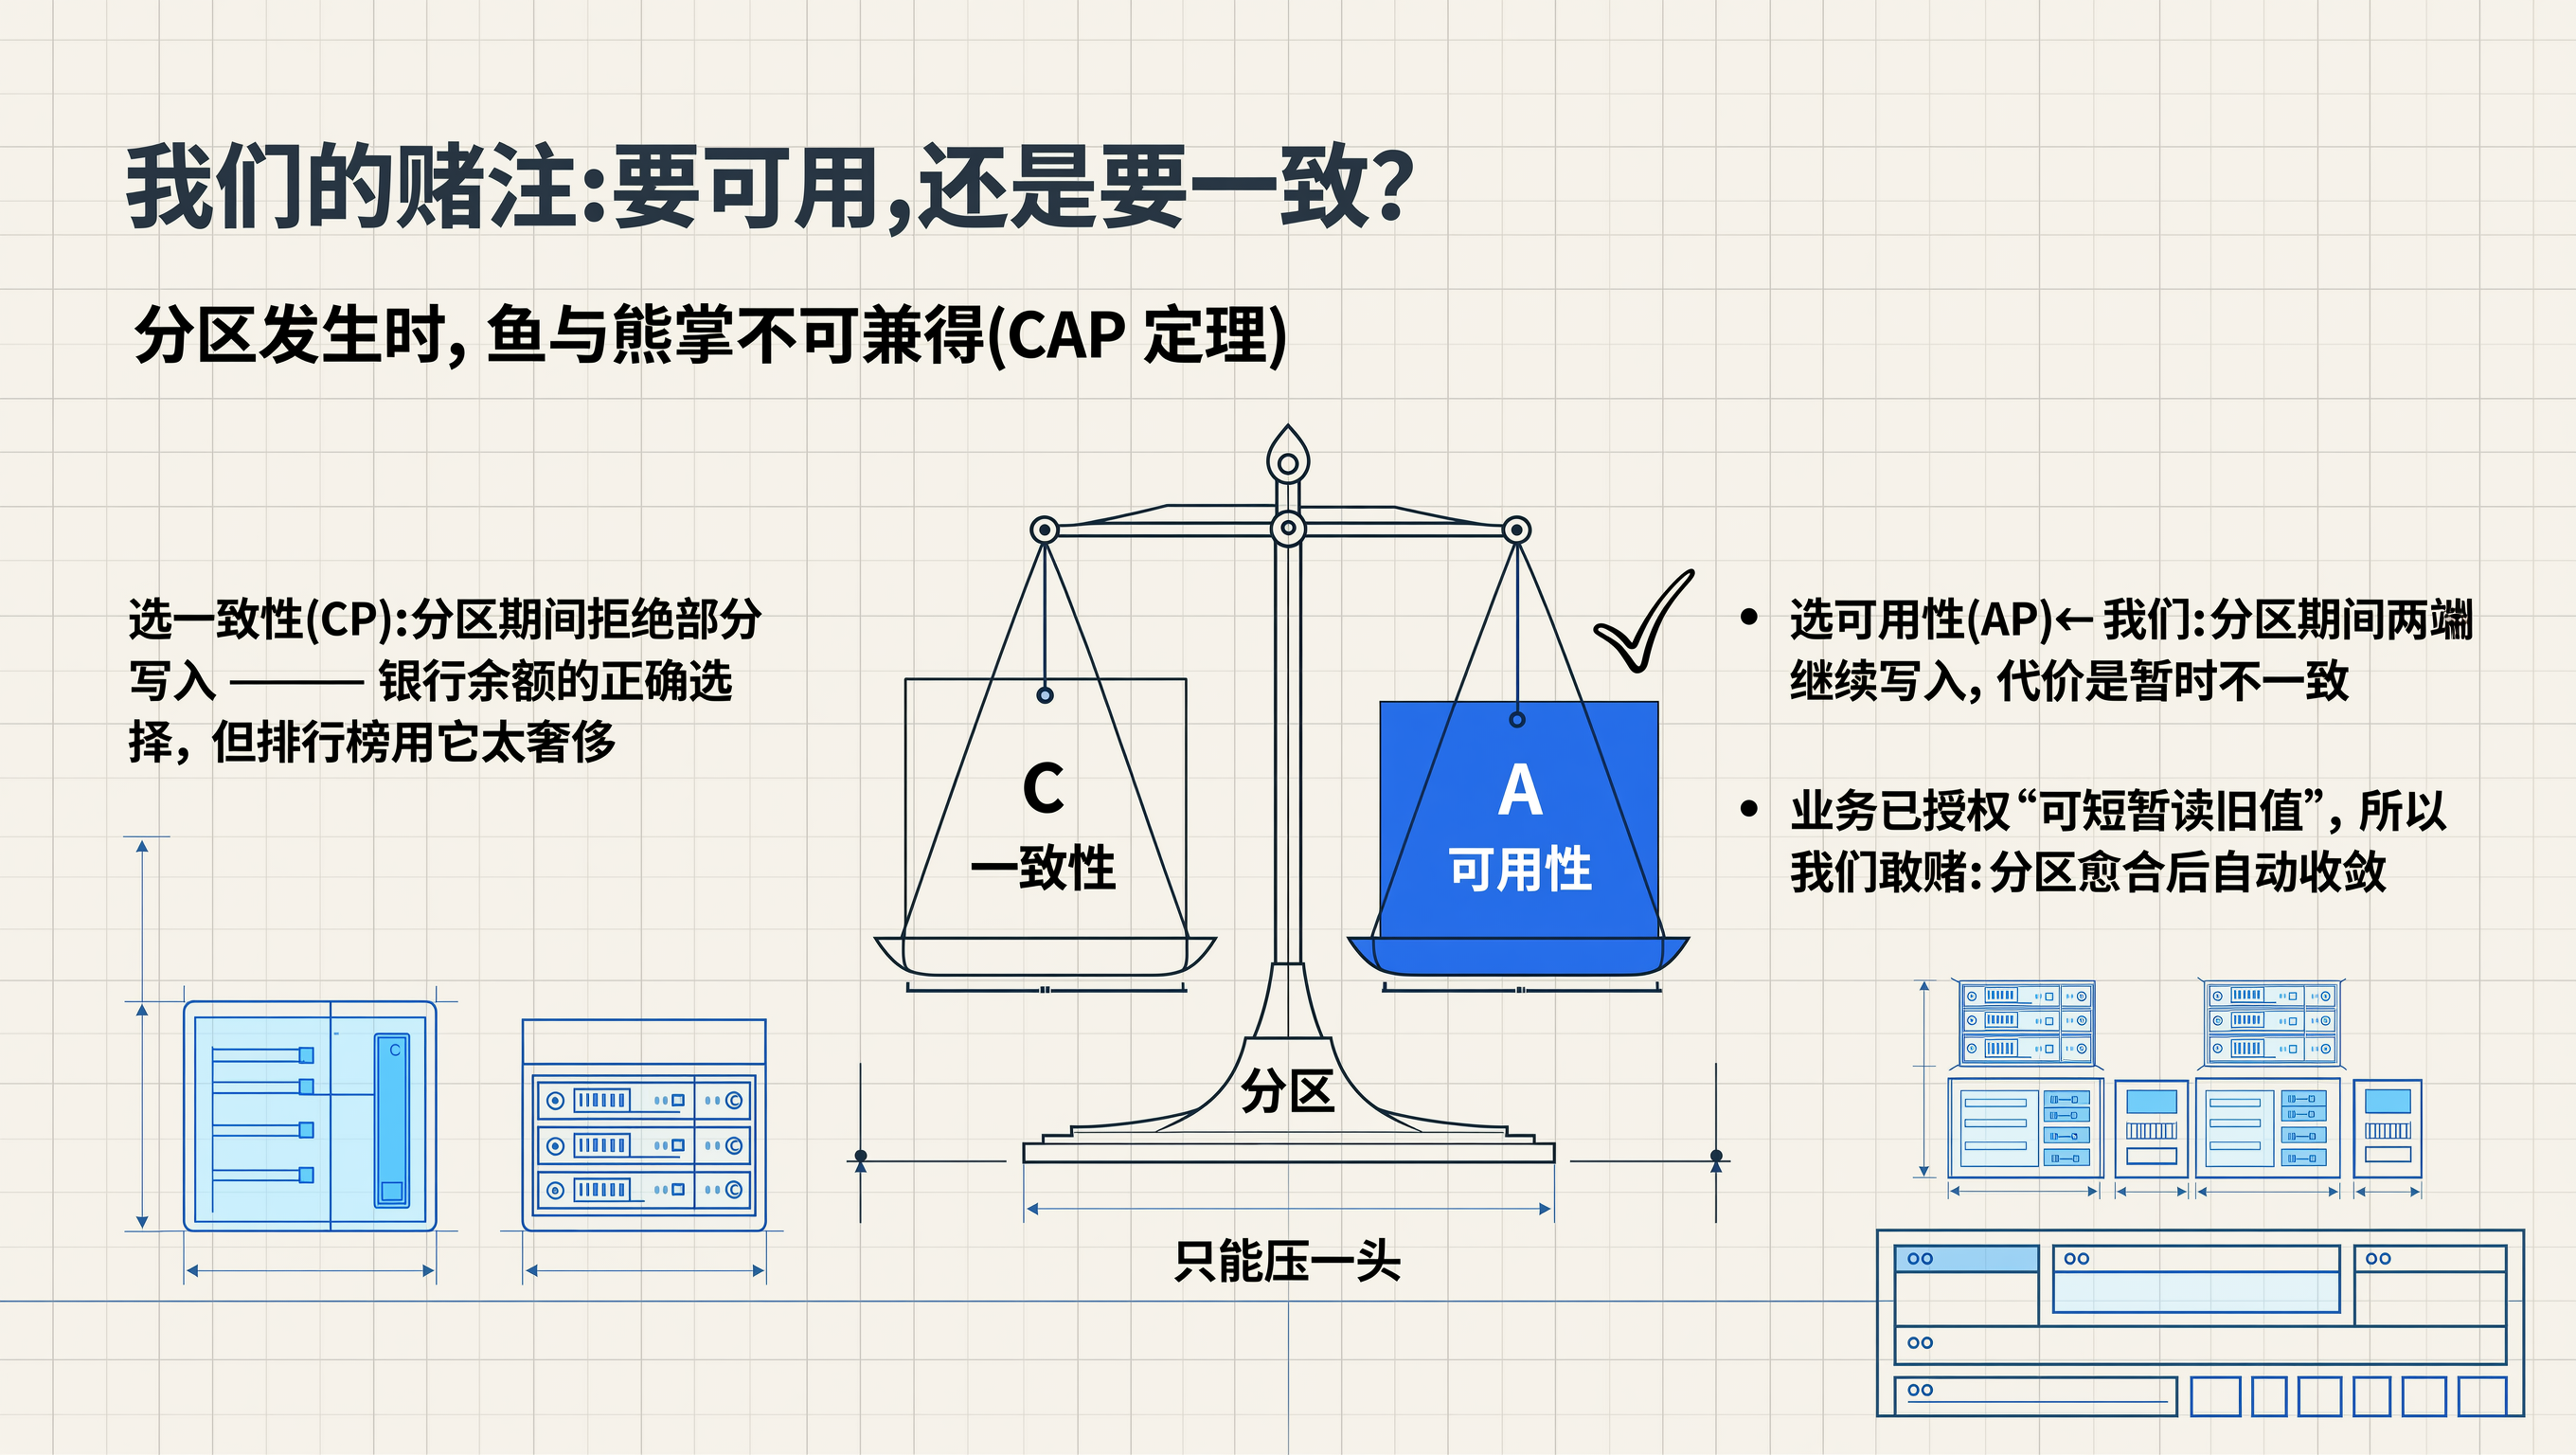 我们的赌注:要可用,还是要一致?
分区发生时, 鱼与熊掌不可兼得(CAP 定理)
选一致性(CP):分区期间拒绝部分
写入 ——— 银行余额的正确选
择，但排行榜用它太奢侈
C
一致性
A
可用性
分区
只能压一头
• 选可用性(AP)← 我们:分区期间两端
继续写入, 代价是暂时不一致
• 业务已授权“可短暂读旧值”, 所以
我们敢赌:分区愈合后自动收敛